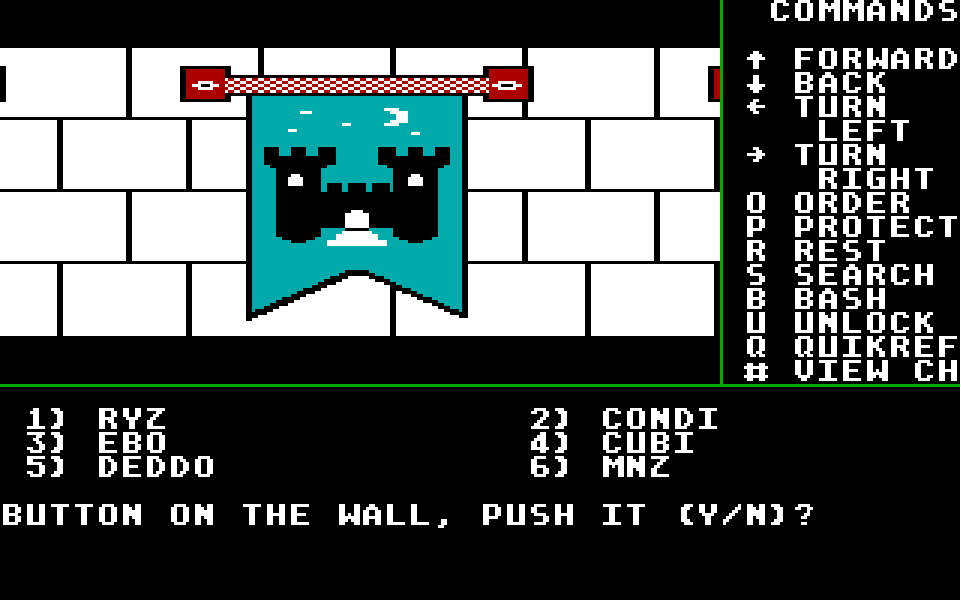 COMMANDS
↑ FORWARD
↓ BACK
← TURN
LEFT
→ TURN
RIGHT
O ORDER
P PROTECT
R REST
S SEARCH
B BASH
U UNLOCK
Q QUIKREF
# VIEW CH
1) RYZ 2) CONDI
3) EBO 4) CUBI
5) DEDDO 6) MNZ
BUTTON ON THE WALL, PUSH IT (Y/N)?